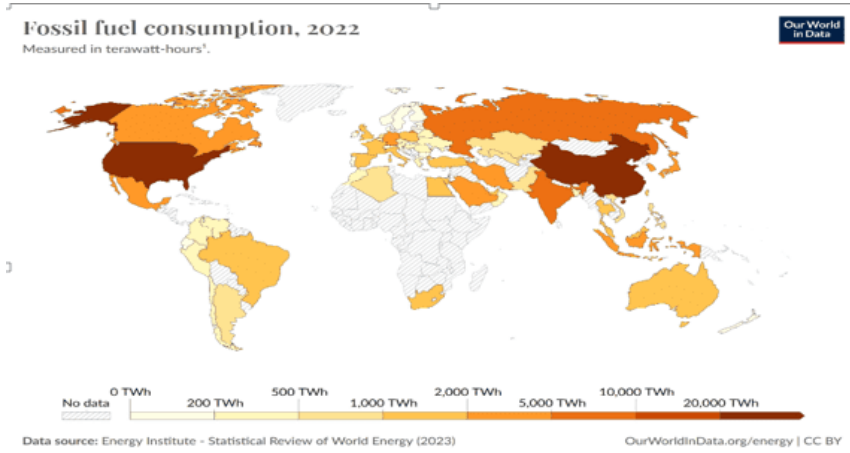 Fossil fuel consumption, 2022
Measured in terawatt-hours¹.
Our World
in Data
0 TWh 500 TWh 2,000 TWh 10,000 TWh
No data 200 TWh 1,000 TWh 5,000 TWh 20,000 TWh
Data source: Energy Institute - Statistical Review of World Energy (2023) OurWorldInData.org/energy | CC BY